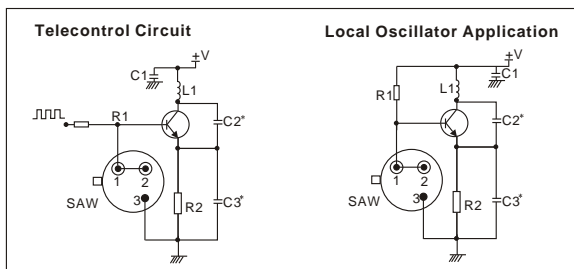 Telecontrol Circuit
+V
C1
L1
R1
C2*
1 2
SAW
3
R2
C3*
Local Oscillator Application
+V
C1
R1
L1
C2*
1 2
SAW
3
R2
C3*